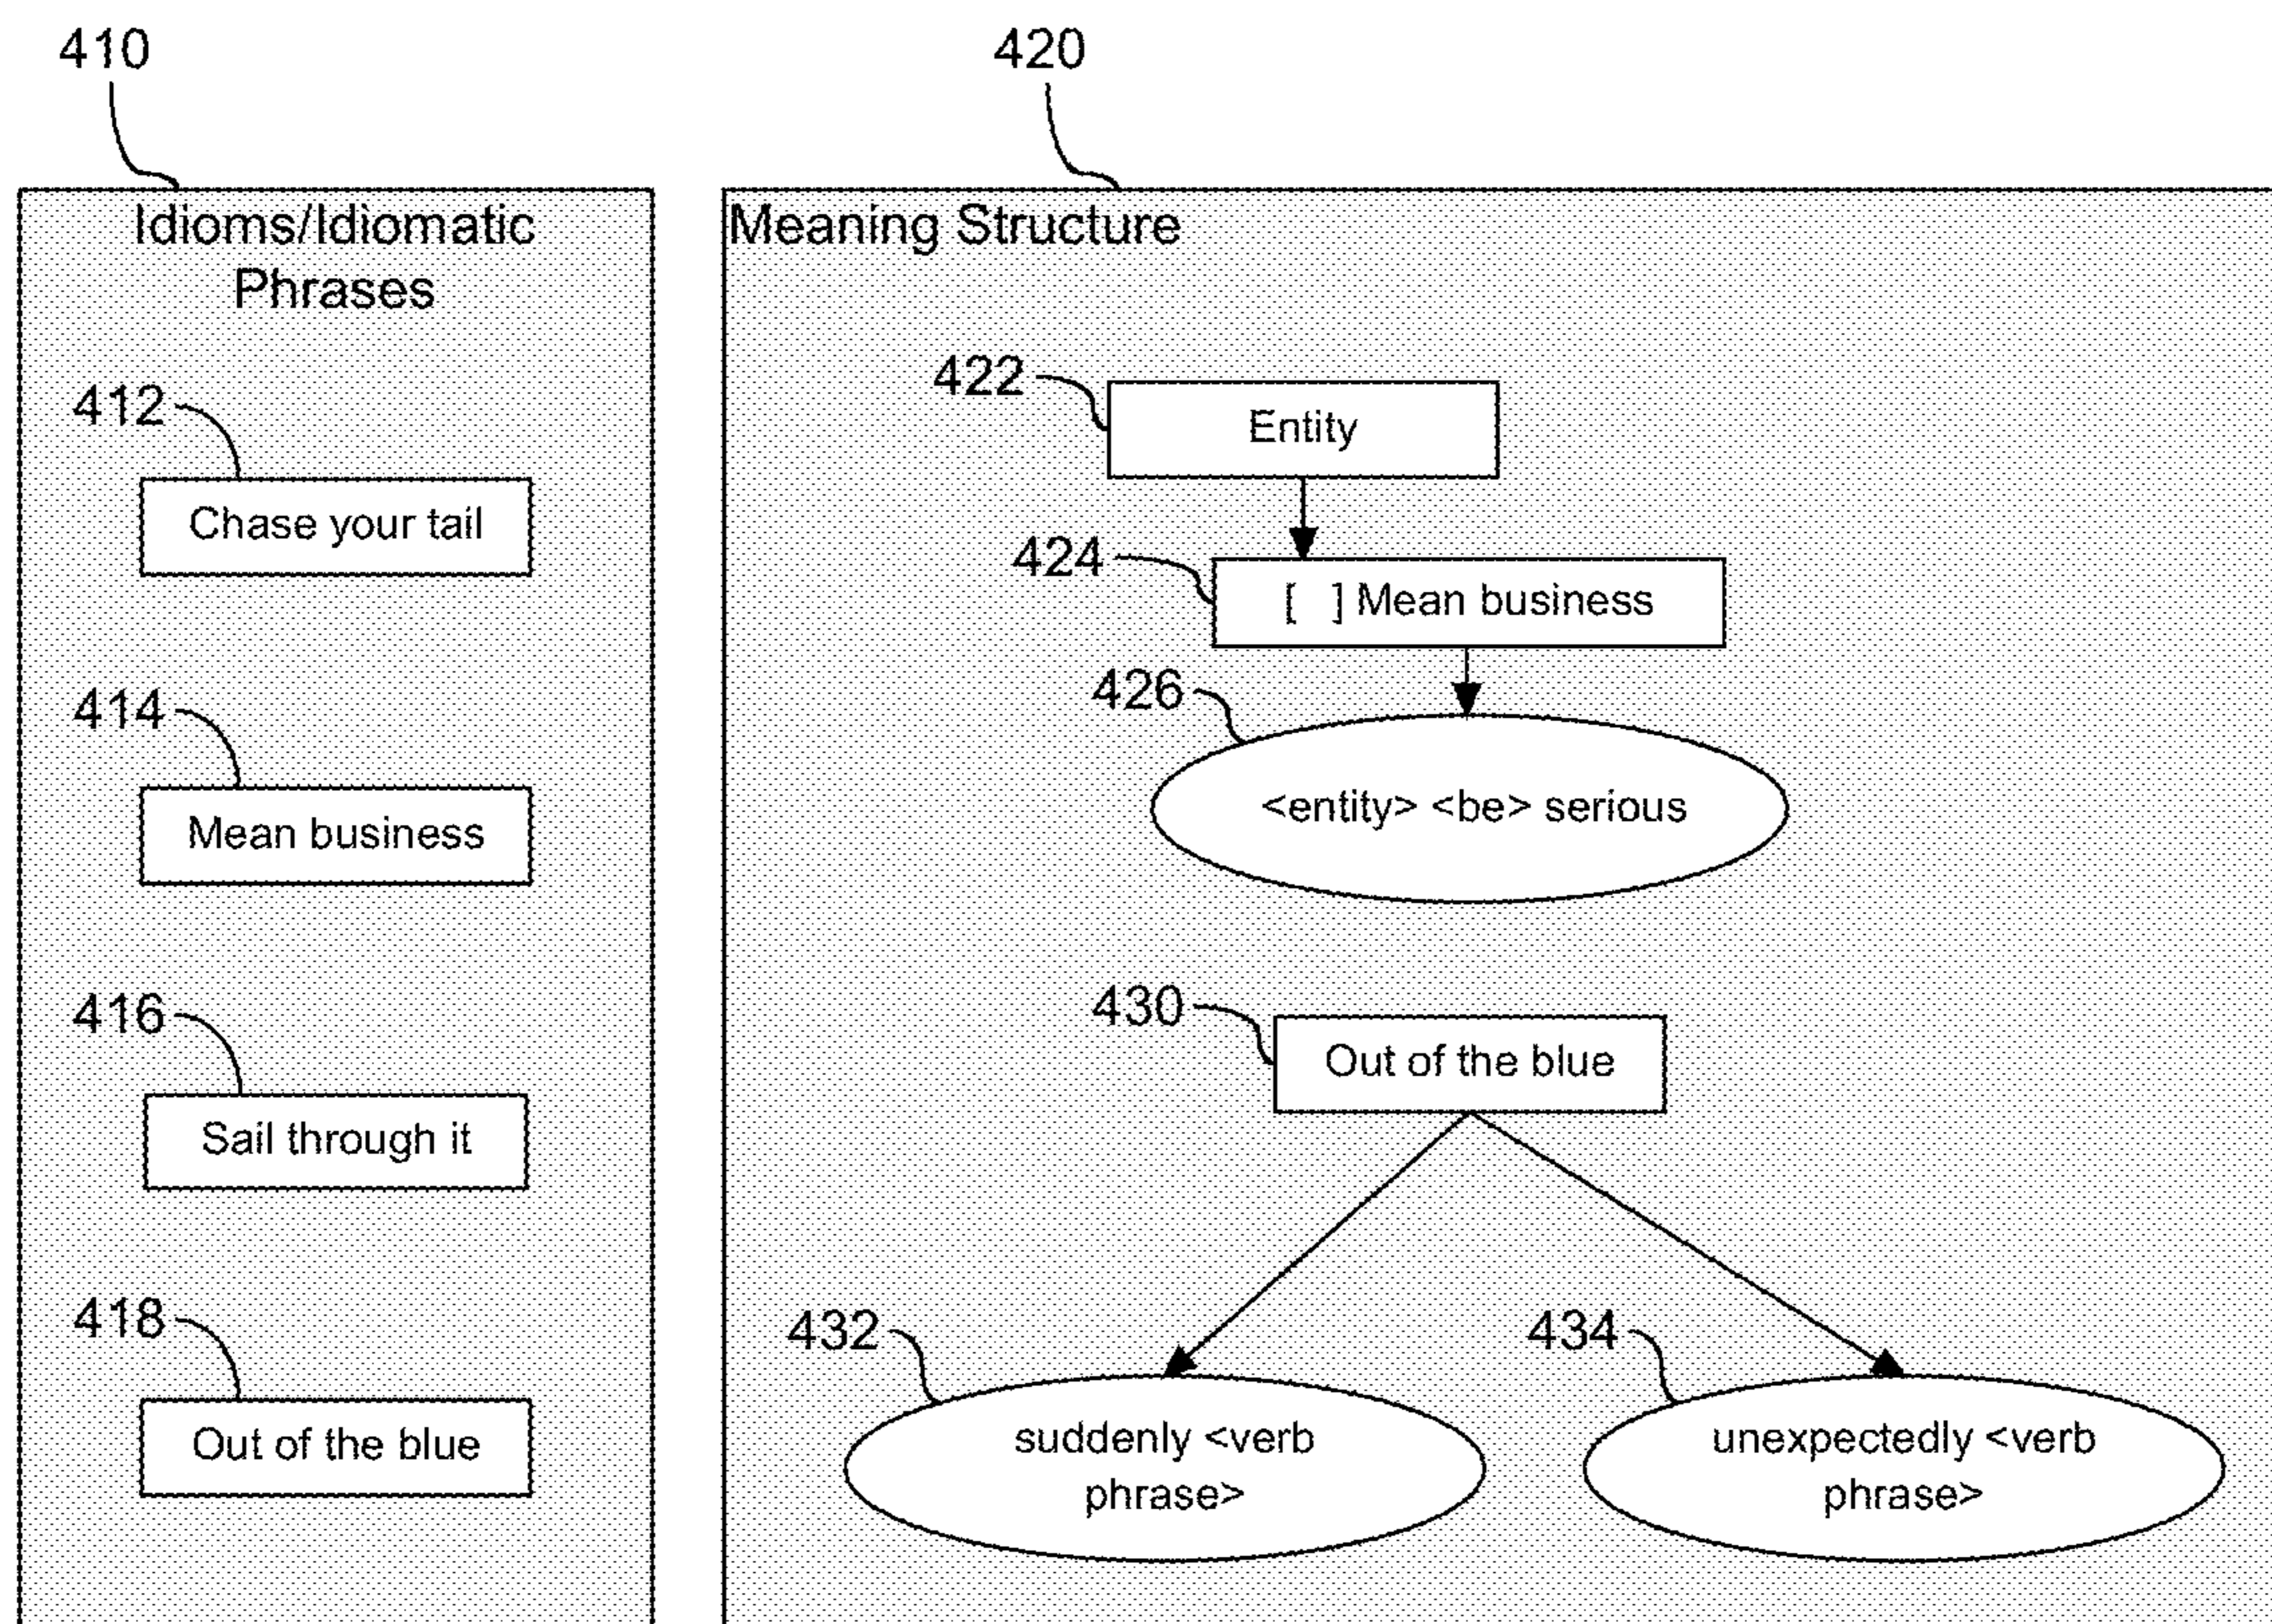 410
Idioms/Idiomatic
Phrases
412
Chase your tail
414
Mean business
416
Sail through it
418
Out of the blue
420
Meaning Structure
422
Entity
424
[ ] Mean business
426
<entity> <be> serious
430
Out of the blue
432
suddenly <verb
phrase>
434
unexpectedly <verb
phrase>